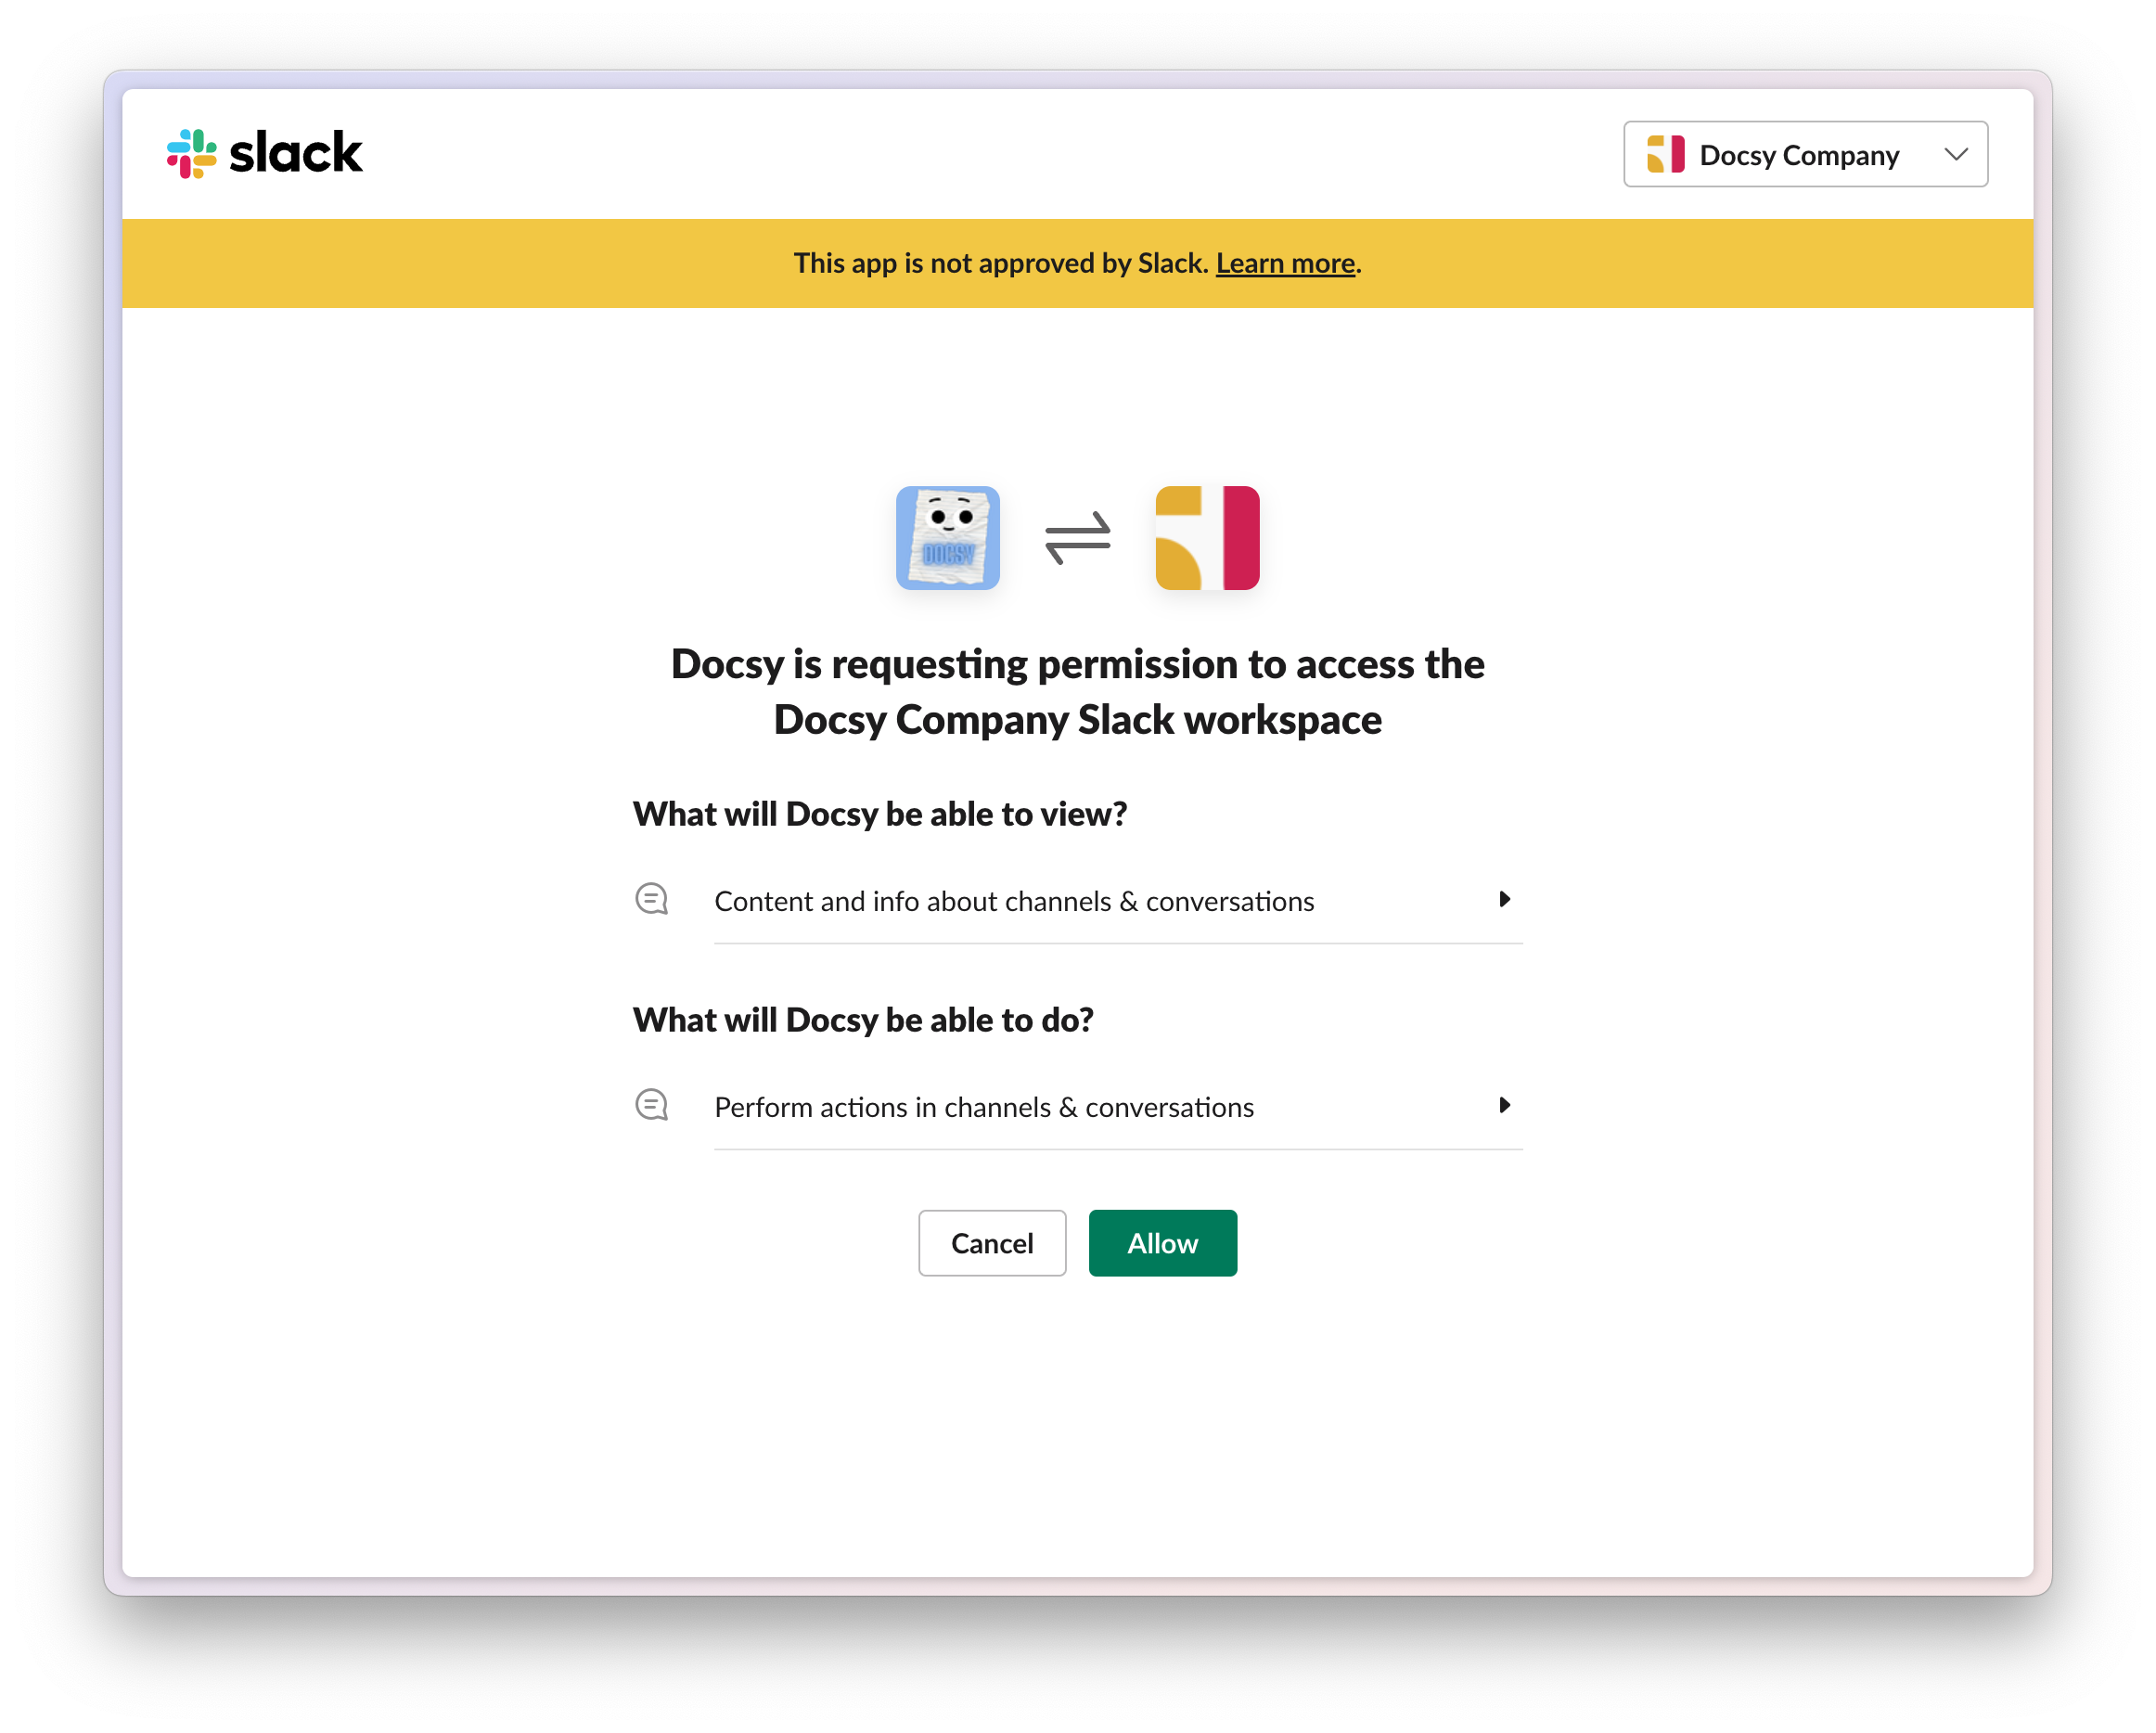 slack
Docsy Company
This app is not approved by Slack. Learn more.
DOCSY
Docsy is requesting permission to access the
Docsy Company Slack workspace
What will Docsy be able to view?
Content and info about channels & conversations
What will Docsy be able to do?
Perform actions in channels & conversations
Cancel
Allow